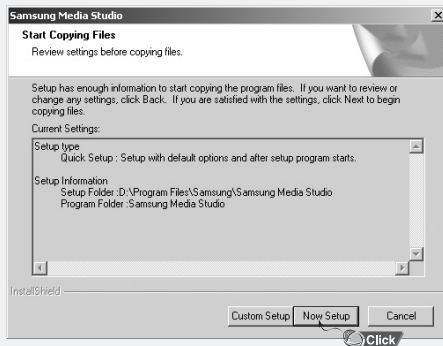 Samsung Media Studio
Start Copying Files
Review settings before copying files.
Setup has enough information to start copying the program files. If you want to review or
change any settings, click Back. If you are satisfied with the settings, click Next to begin
copying files.
Current Settings:
Setup type
Quick Setup : Setup with default options and after setup program starts.
Setup Information
Setup Folder :D:\Program Files\Samsung\Samsung Media Studio
Program Folder :Samsung Media Studio
InstallShield
Custom Setup Now Setup Cancel
Click